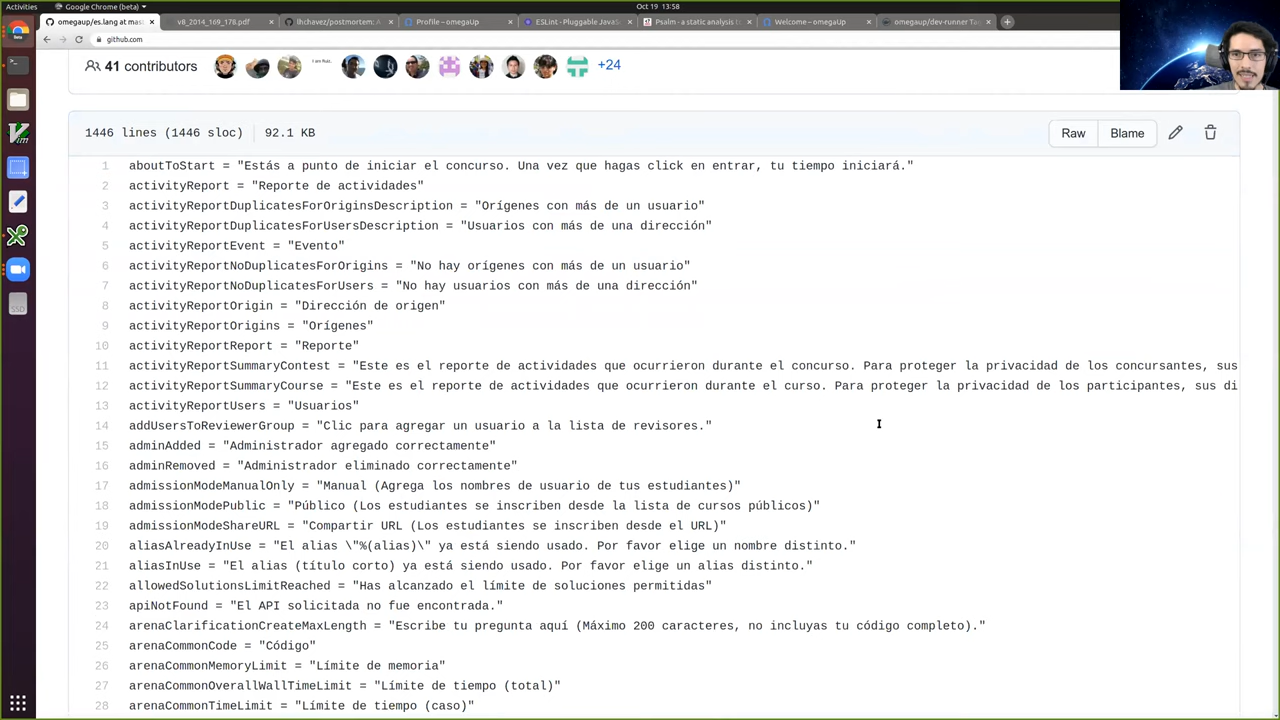 Activities
Google Chrome (beta)
Oct 19 13:58
omegaup/es.lang at mas
v8_2014_169_178.pdf
lhchavez/postmortem: A
Profile – omegaUp
ESLint - Pluggable JavaS
Psalm - a static analysis t
Welcome – omegaUp
omegaup/dev-runner Tag
github.com
41 contributors
+24
1446 lines (1446 sloc)
92.1 KB
Raw
Blame
1 aboutToStart = "Estás a punto de iniciar el concurso. Una vez que hagas click en entrar, tu tiempo iniciará."
2 activityReport = "Reporte de actividades"
3 activityReportDuplicatesForOriginsDescription = "Orígenes con más de un usuario"
4 activityReportDuplicatesForUsersDescription = "Usuarios con más de una dirección"
5 activityReportEvent = "Evento"
6 activityReportNoDuplicatesForOrigins = "No hay orígenes con más de un usuario"
7 activityReportNoDuplicatesForUsers = "No hay usuarios con más de una dirección"
8 activityReportOrigin = "Dirección de origen"
9 activityReportOrigins = "Orígenes"
10 activityReportReport = "Reporte"
11 activityReportSummaryContest = "Este es el reporte de actividades que ocurrieron durante el concurso. Para proteger la privacidad de los concursantes, sus
12 activityReportSummaryCourse = "Este es el reporte de actividades que ocurrieron durante el curso. Para proteger la privacidad de los participantes, sus di
13 activityReportUsers = "Usuarios"
14 addUsersToReviewerGroup = "Clic para agregar un usuario a la lista de revisores."
15 adminAdded = "Administrador agregado correctamente"
16 adminRemoved = "Administrador eliminado correctamente"
17 admissionModeManualOnly = "Manual (Agrega los nombres de usuario de tus estudiantes)"
18 admissionModePublic = "Público (Los estudiantes se inscriben desde la lista de cursos públicos)"
19 admissionModeShareURL = "Compartir URL (Los estudiantes se inscriben desde el URL)"
20 aliasAlreadyInUse = "El alias \"%(alias)\" ya está siendo usado. Por favor elige un nombre distinto."
21 aliasInUse = "El alias (título corto) ya está siendo usado. Por favor elige un alias distinto."
22 allowedSolutionsLimitReached = "Has alcanzado el límite de soluciones permitidas"
23 apiNotFound = "El API solicitada no fue encontrada."
24 arenaClarificationCreateMaxLength = "Escribe tu pregunta aquí (Máximo 200 caracteres, no incluyas tu código completo)."
25 arenaCommonCode = "Código"
26 arenaCommonMemoryLimit = "Límite de memoria"
27 arenaCommonOverallWallTimeLimit = "Límite de tiempo (total)"
28 arenaCommonTimeLimit = "Límite de tiempo (caso)"